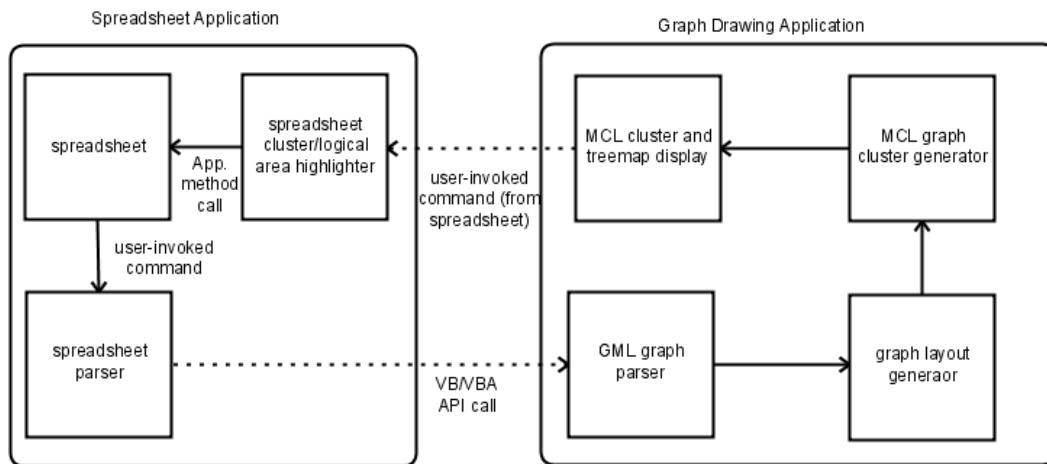 Spreadsheet Application
Graph Drawing Application
spreadsheet
spreadsheet
cluster/logical
area highlighter
MCL cluster and
treemap display
MCL graph
cluster generator
App.
method
call
user-invoked
command (from
spreadsheet)
user-invoked
command
spreadsheet
parser
GML graph
parser
graph layout
generaor
VB/VBA
API call